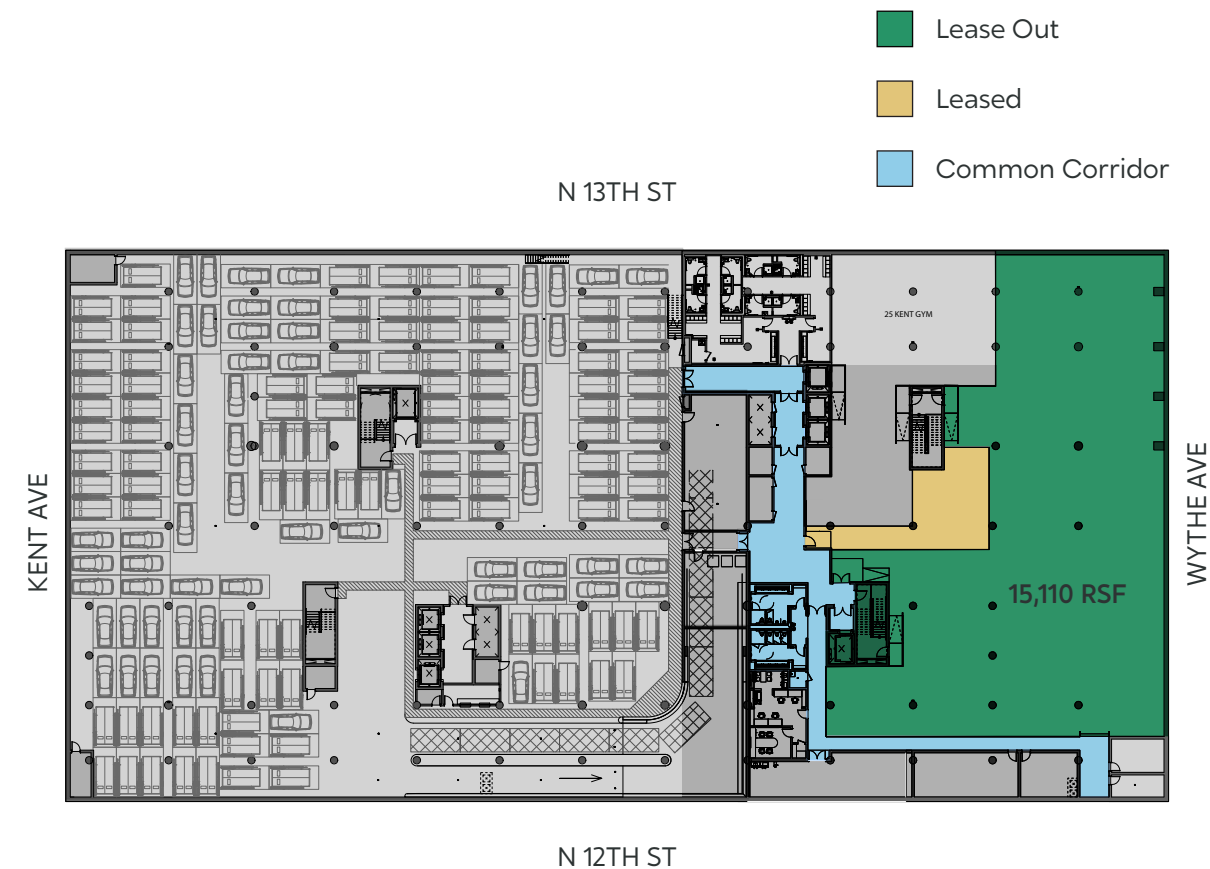 Lease Out
Leased
Common Corridor
N 13TH ST
25 KENT GYM
KENT AVE
WYTHE AVE
15,110 RSF
N 12TH ST